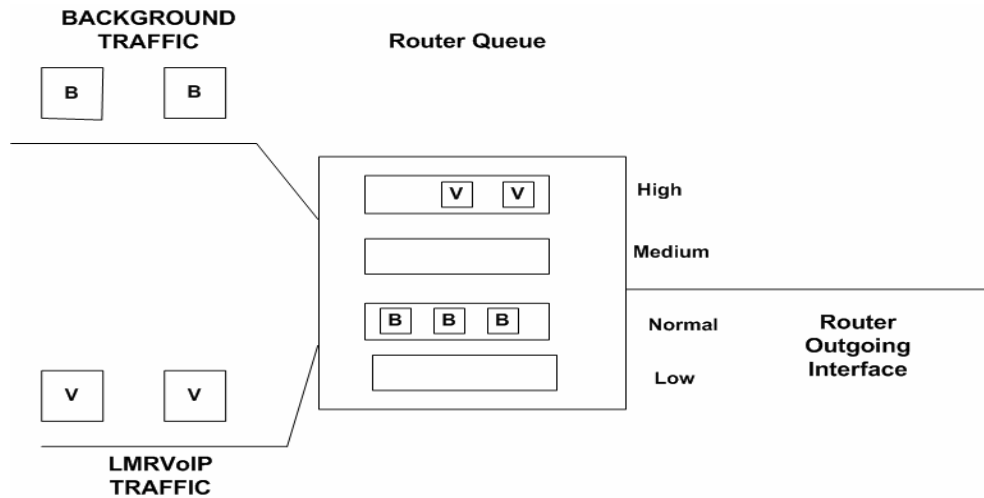 BACKGROUND
TRAFFIC
Router Queue
B B
V V
High
Medium
B B B
Normal
Low
Router
Outgoing
Interface
V V
LMRVoIP
TRAFFIC